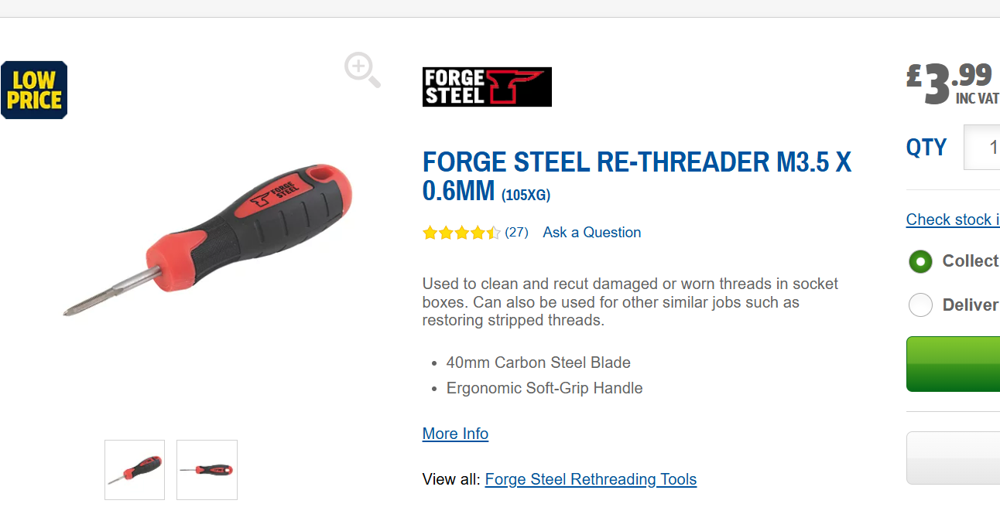 LOW
PRICE
FORGE
STEEL
FORGE
STEEL
FORGE STEEL RE-THREADER M3.5 X
0.6MM (105XG)
(27) Ask a Question
Used to clean and recut damaged or worn threads in socket
boxes. Can also be used for other similar jobs such as
restoring stripped threads.
• 40mm Carbon Steel Blade
• Ergonomic Soft-Grip Handle
More Info
View all: Forge Steel Rethreading Tools
£3.99
INC VAT
QTY 1
Check stock i
Collect
Deliver